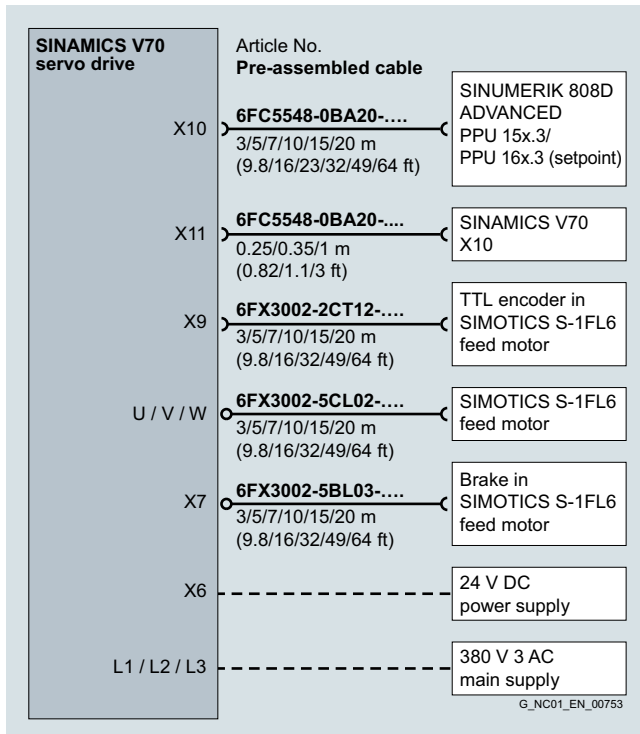 SINAMICS V70
servo drive
Article No.
Pre-assembled cable
X10
6FC5548-0BA20-....
3/5/7/10/15/20 m
(9.8/16/23/32/49/64 ft)
SINUMERIK 808D
ADVANCED
PPU 15x.3/
PPU 16x.3 (setpoint)
X11
6FC5548-0BA20-....
0.25/0.35/1 m
(0.82/1.1/3 ft)
SINAMICS V70
X10
X9
6FX3002-2CT12-....
3/5/7/10/15/20 m
(9.8/16/32/49/64 ft)
TTL encoder in
SIMOTICS S-1FL6
feed motor
U / V / W
6FX3002-5CL02-....
3/5/7/10/15/20 m
(9.8/16/32/49/64 ft)
SIMOTICS S-1FL6
feed motor
X7
6FX3002-5BL03-....
3/5/7/10/15/20 m
(9.8/16/32/49/64 ft)
Brake in
SIMOTICS S-1FL6
feed motor
X6
24 V DC
power supply
L1 / L2 / L3
380 V 3 AC
main supply
G_NC01_EN_00753